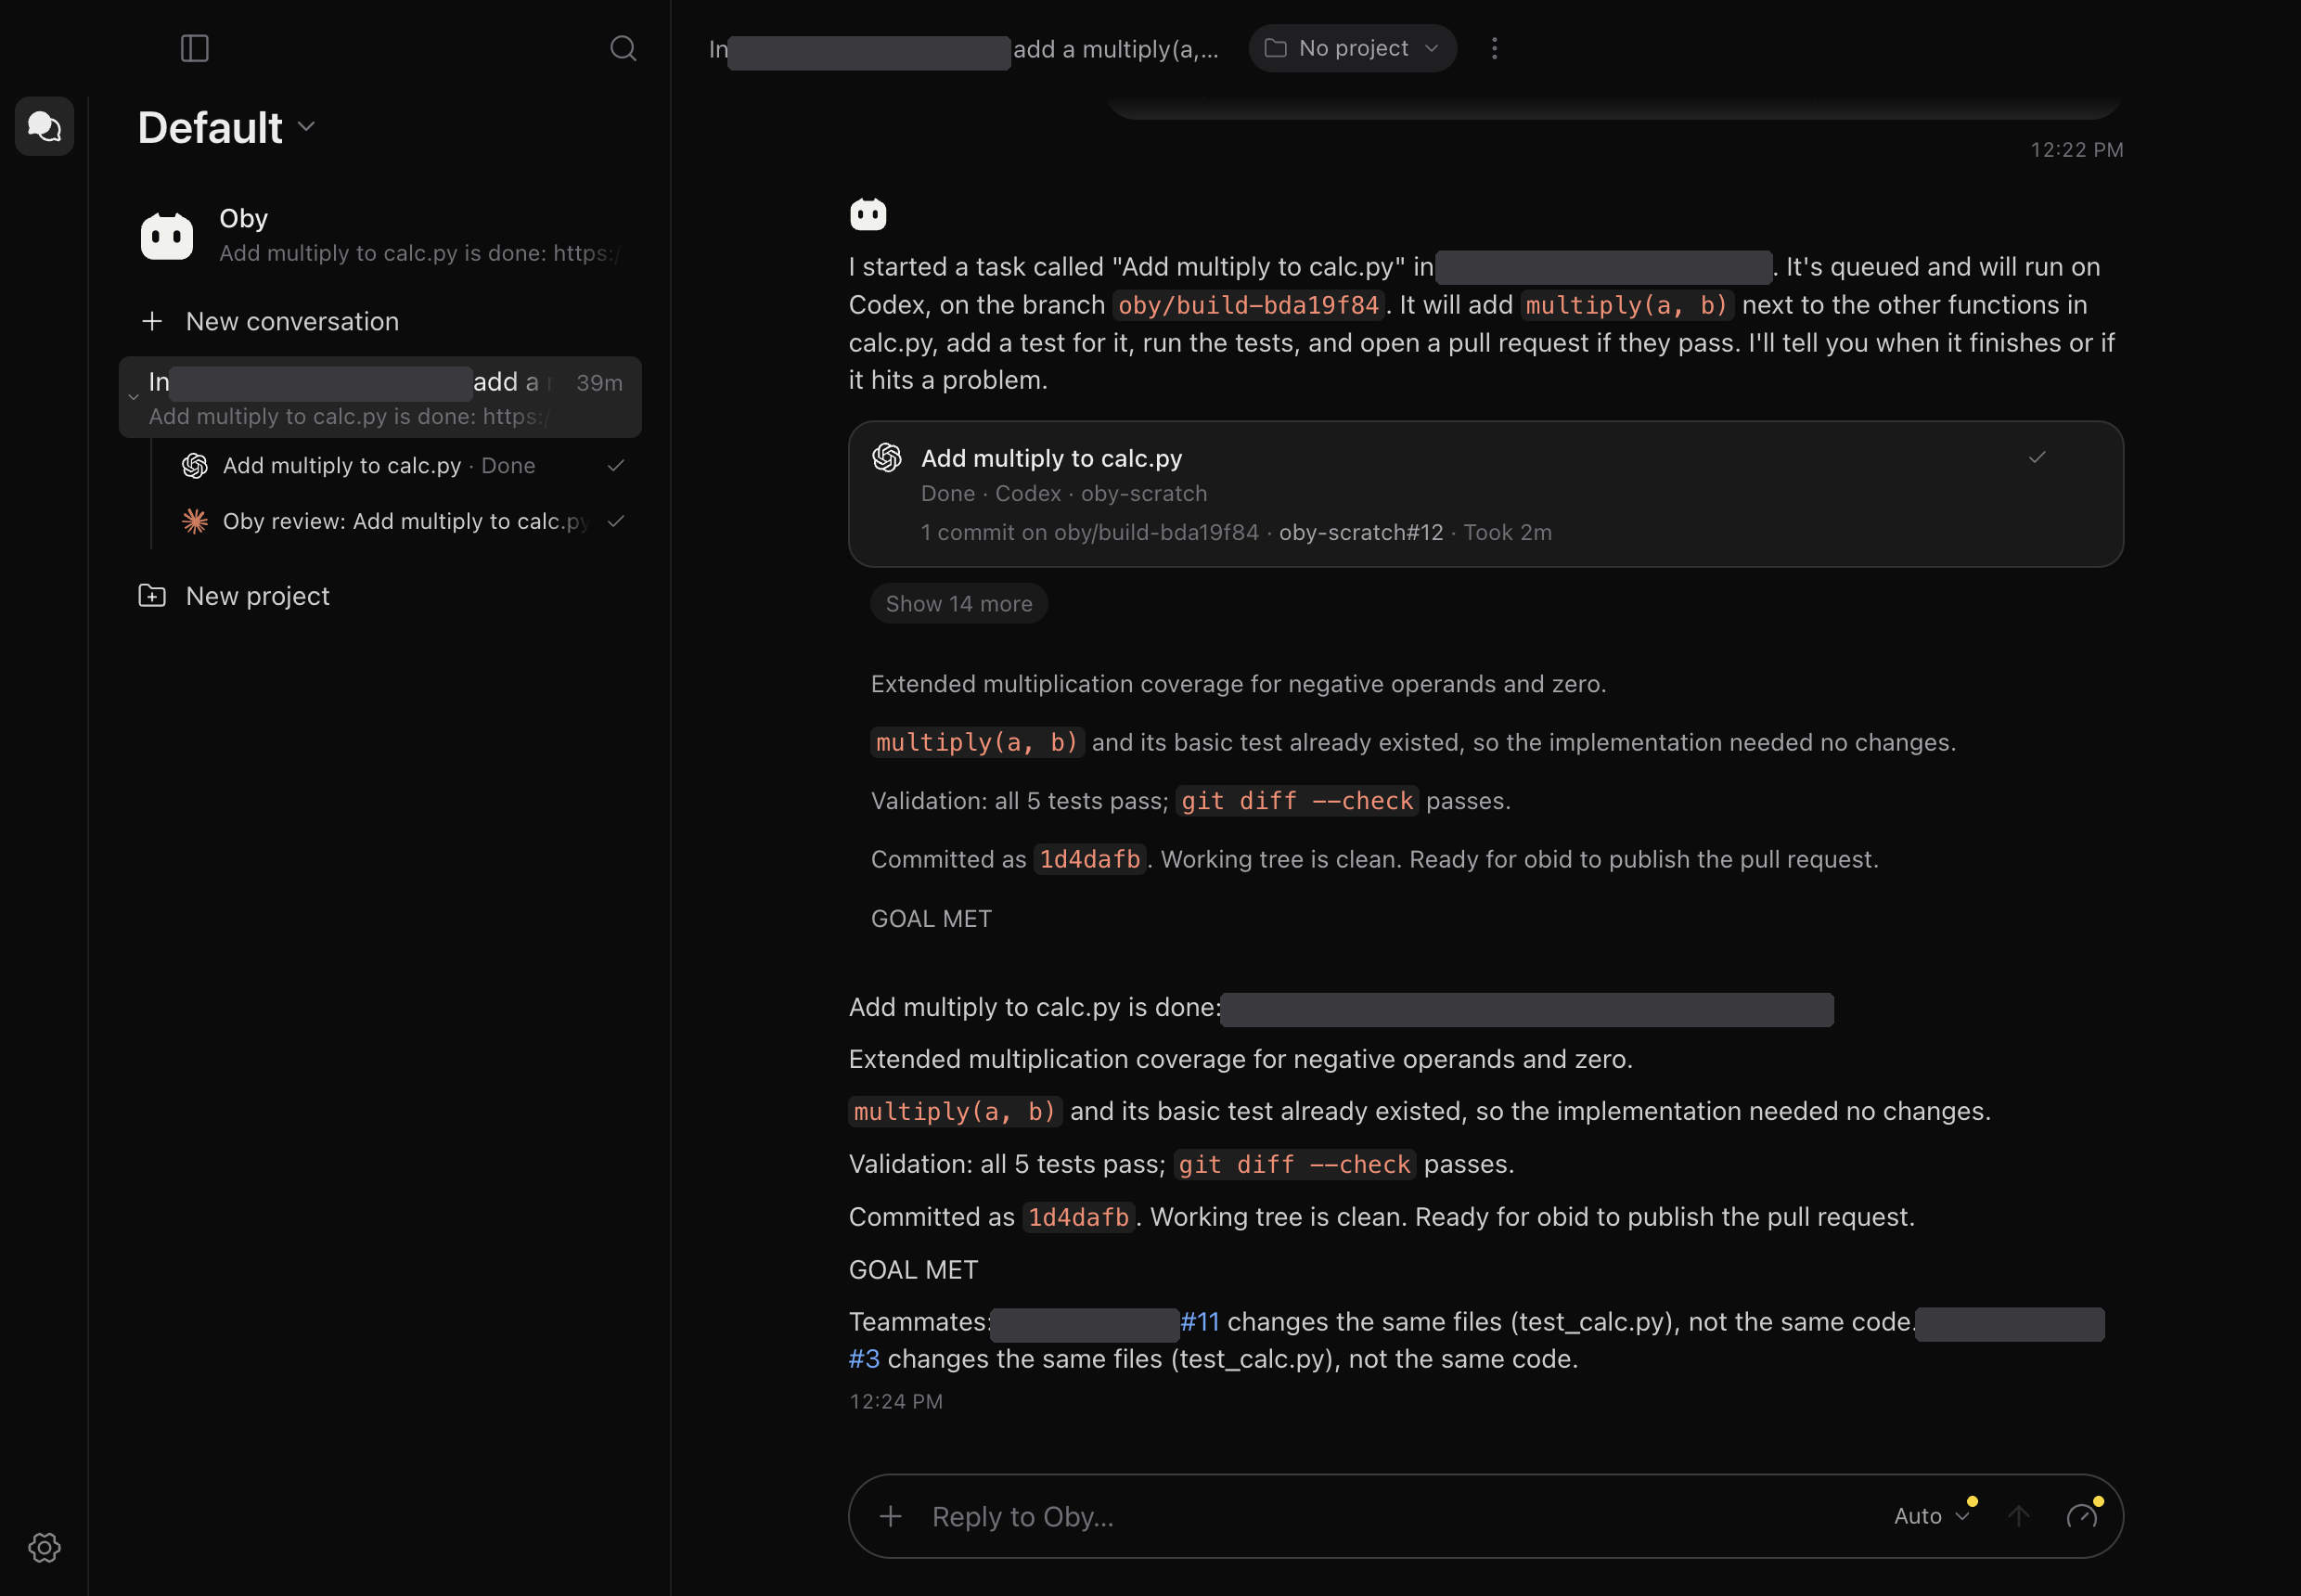 In add a multiply(a,...
No project
Default
12:22 PM
Oby
Add multiply to calc.py is done: https:/
New conversation
In add a 39m
Add multiply to calc.py is done: https:/
Add multiply to calc.py · Done
Oby review: Add multiply to calc.py
New project
I started a task called "Add multiply to calc.py" in . It's queued and will run on
Codex, on the branch oby/build-bda19f84. It will add multiply(a, b) next to the other functions in
calc.py, add a test for it, run the tests, and open a pull request if they pass. I'll tell you when it finishes or if
it hits a problem.
Add multiply to calc.py
Done · Codex · oby-scratch
1 commit on oby/build-bda19f84 · oby-scratch#12 · Took 2m
Show 14 more
Extended multiplication coverage for negative operands and zero.
multiply(a, b) and its basic test already existed, so the implementation needed no changes.
Validation: all 5 tests pass; git diff --check passes.
Committed as 1d4dafb. Working tree is clean. Ready for obid to publish the pull request.
GOAL MET
Add multiply to calc.py is done:
Extended multiplication coverage for negative operands and zero.
multiply(a, b) and its basic test already existed, so the implementation needed no changes.
Validation: all 5 tests pass; git diff --check passes.
Committed as 1d4dafb. Working tree is clean. Ready for obid to publish the pull request.
GOAL MET
Teammates: #11 changes the same files (test_calc.py), not the same code.
#3 changes the same files (test_calc.py), not the same code.
12:24 PM
Reply to Oby...
Auto